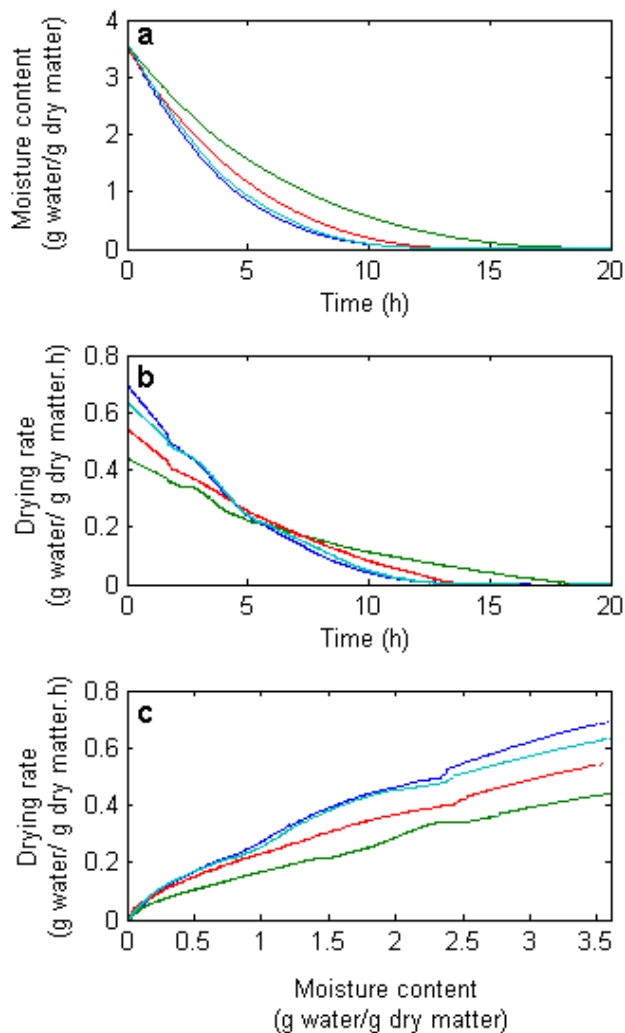 a
Moisture content
(g water/g dry matter)
4
3
2
1
0
0 5 10 15 20
Time (h)
b
Drying rate
(g water/ g dry matter.h)
0.8
0.6
0.4
0.2
0
0 5 10 15 20
Time (h)
c
Drying rate
(g water/ g dry matter.h)
0.8
0.6
0.4
0.2
0
0 0.5 1 1.5 2 2.5 3 3.5
Moisture content
(g water/g dry matter)